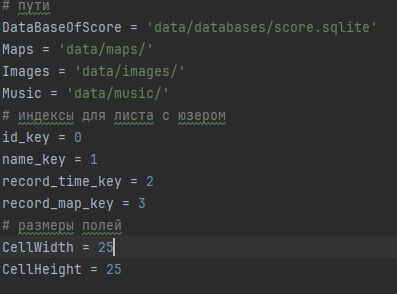 # пути
DataBaseOfScore = 'data/databases/score.sqlite'
Maps = 'data/maps/'
Images = 'data/images/'
Music = 'data/music/'
# индексы для листа с юзером
id_key = 0
name_key = 1
record_time_key = 2
record_map_key = 3
# размеры полей
CellWidth = 25
CellHeight = 25